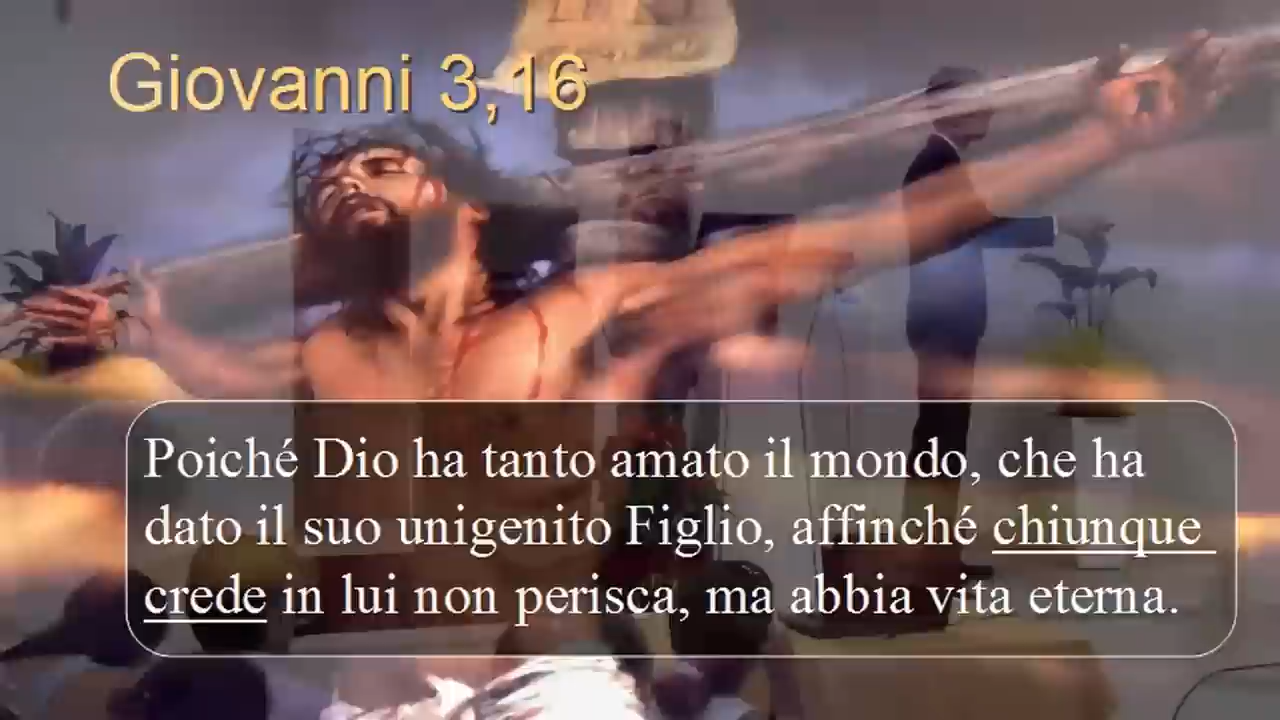 Giovanni 3,16
Poiché Dio ha tanto amato il mondo, che ha
dato il suo unigenito Figlio, affinché chiunque
crede in lui non perisca, ma abbia vita eterna.